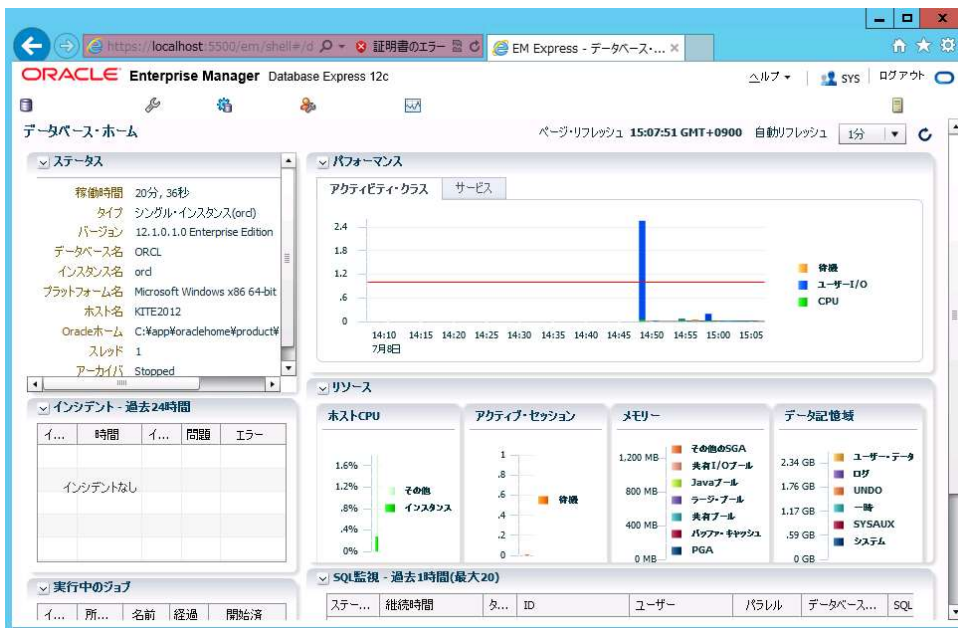 https://localhost:5500/em/shell#/d
証明書のエラー
EM Express - データベース・...
ORACLE Enterprise Manager Database Express 12c
ヘルプ
SYS
ログアウト
データベース・ホーム
ページ・リフレッシュ 15:07:51 GMT+0900 自動リフレッシュ 1分
ステータス
稼働時間 20分, 36秒
タイプ シングル・インスタンス(orcl)
バージョン 12.1.0.1.0 Enterprise Edition
データベース名 ORCL
インスタンス名 orcl
プラットフォーム名 Microsoft Windows x86 64-bit
ホスト名 KITE2012
Oracleホーム C:¥app¥oraclehome¥product¥
スレッド 1
アーカイバ Stopped
インシデント - 過去24時間
イ... 時間 イ... 問題 エラー
インシデントなし
実行中のジョブ
イ... 所... 名前 経過 開始済
パフォーマンス
アクティビティ・クラス サービス
2.4
1.8
1.2
.6
0
14:10 14:15 14:20 14:25 14:30 14:35 14:40 14:45 14:50 14:55 15:00 15:05
7月8日
待機
ユーザーI/O
CPU
リソース
ホストCPU
1.6%
1.2%
.8%
.4%
0%
その他
インスタンス
アクティブ・セッション
1
.8
.6
.4
.2
0
待機
メモリー
1,200 MB
800 MB
400 MB
0 MB
その他のSGA
共有I/Oプール
Javaプール
ラージ・プール
共有プール
バッファ・キャッシュ
PGA
データ記憶域
2.34 GB
1.76 GB
1.17 GB
.59 GB
0 GB
ユーザー・データ
ログ
UNDO
一時
SYSAUX
システム
SQL監視 - 過去1時間(最大20)
ステー... 継続時間 タ... ID ユーザー パラレル データベース... SQL